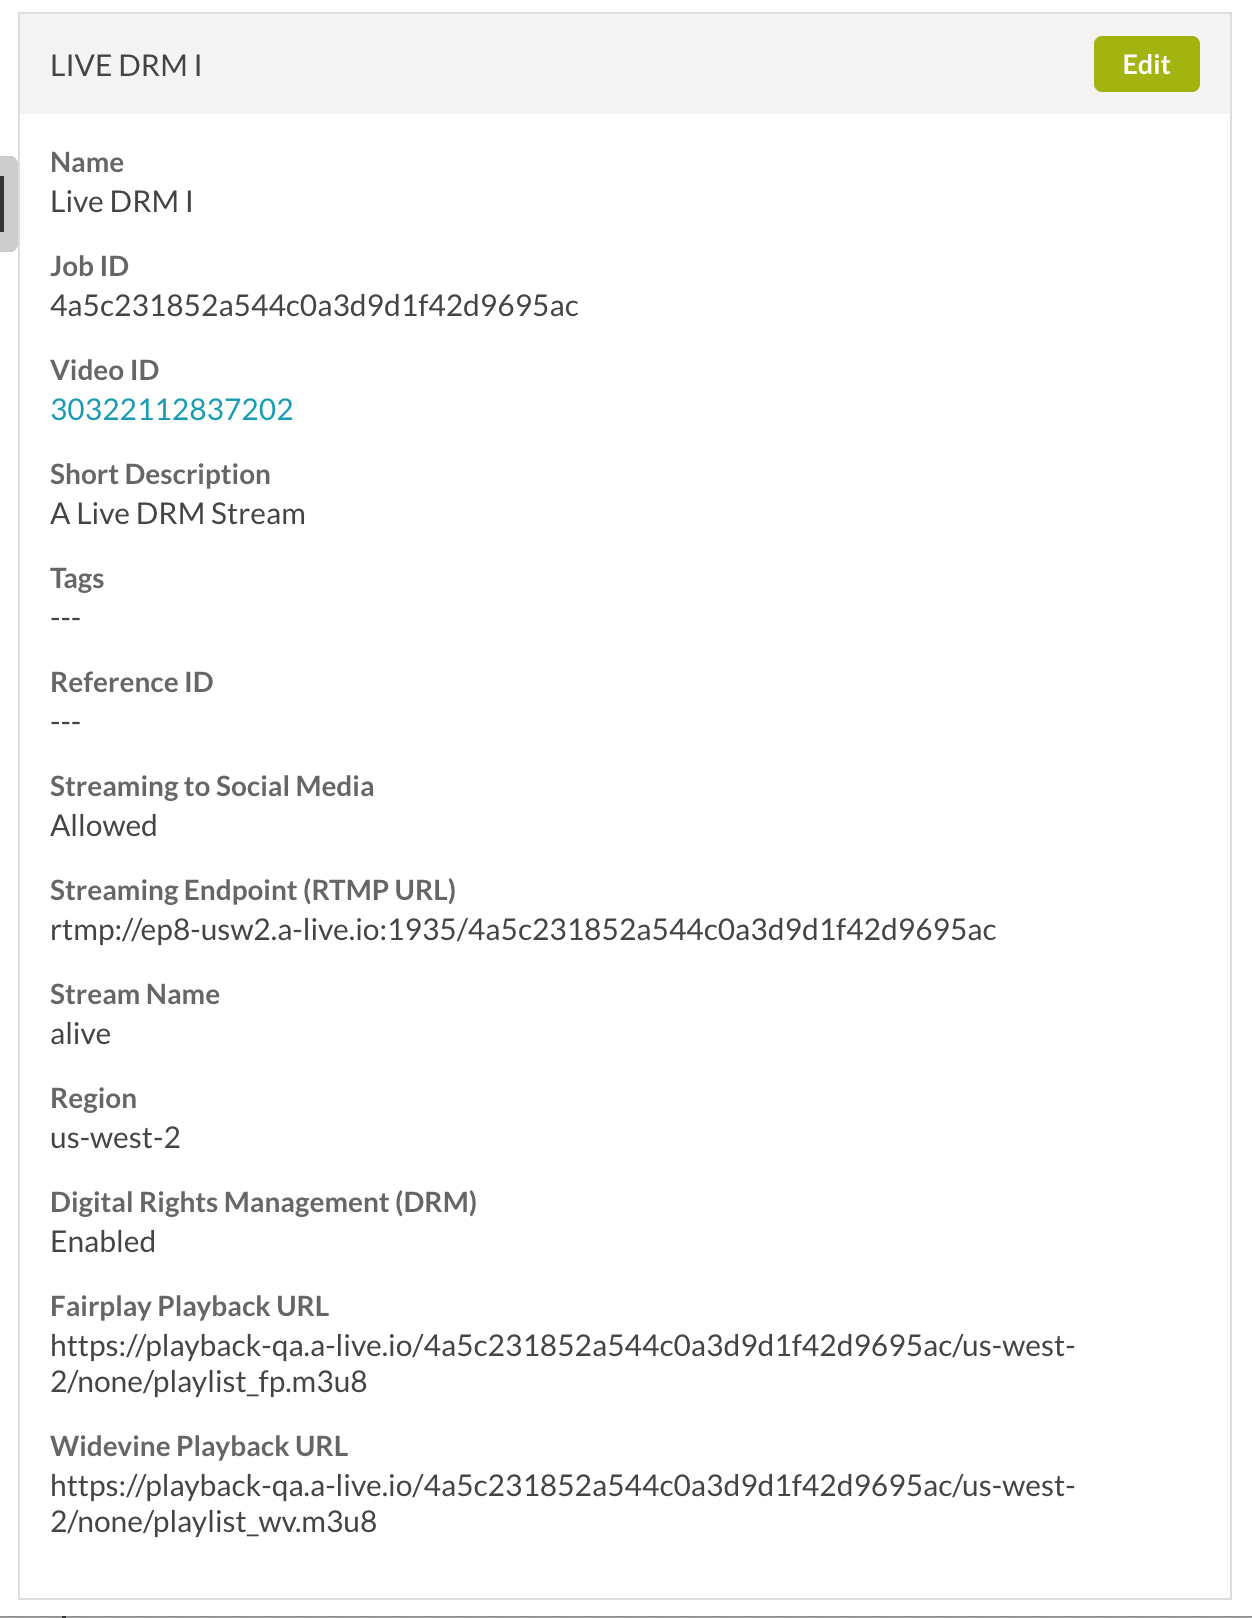 LIVE DRM I
Edit
Name
Live DRM I
Job ID
4a5c231852a544c0a3d9d1f42d9695ac
Video ID
30322112837202
Short Description
A Live DRM Stream
Tags
---
Reference ID
---
Streaming to Social Media
Allowed
Streaming Endpoint (RTMP URL)
rtmp://ep8-usw2.a-live.io:1935/4a5c231852a544c0a3d9d1f42d9695ac
Stream Name
alive
Region
us-west-2
Digital Rights Management (DRM)
Enabled
Fairplay Playback URL
https://playback-qa.a-live.io/4a5c231852a544c0a3d9d1f42d9695ac/us-west-
2/none/playlist_fp.m3u8
Widevine Playback URL
https://playback-qa.a-live.io/4a5c231852a544c0a3d9d1f42d9695ac/us-west-
2/none/playlist_wv.m3u8